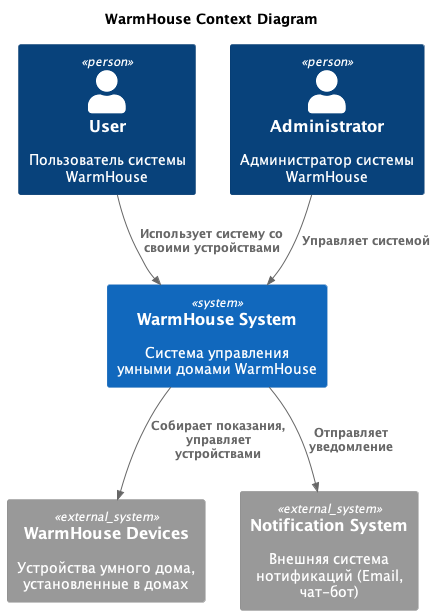 WarmHouse Context Diagram
«person»
User
Пользователь системы
WarmHouse
«person»
Administrator
Администратор системы
WarmHouse
Использует систему со
своими устройствами
Управляет системой
«system»
WarmHouse System
Система управления
умными домами WarmHouse
Собирает показания,
управляет
устройствами
Отправляет
уведомление
«external_system»
WarmHouse Devices
Устройства умного дома,
установленные в домах
«external_system»
Notification System
Внешняя система
нотификаций (Email,
чат-бот)